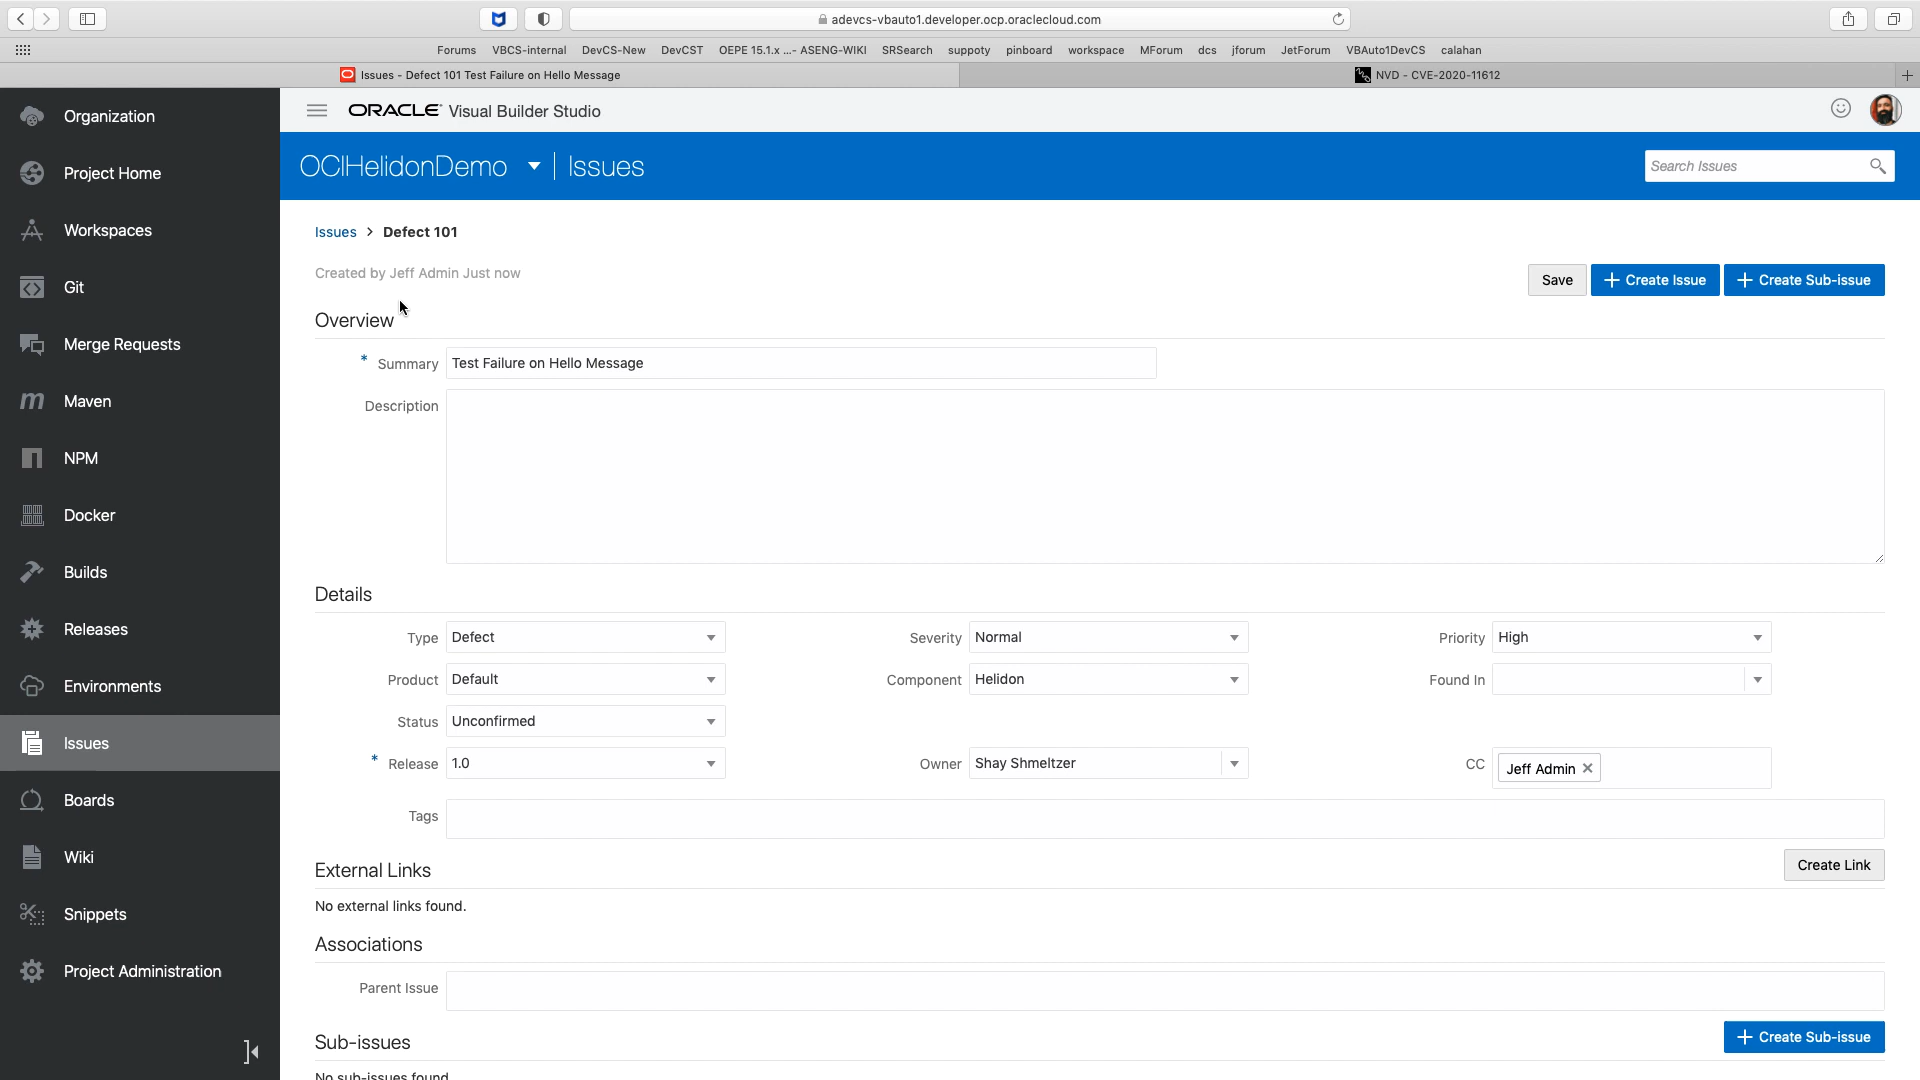 adevcs-vbauto1.developer.ocp.oraclecloud.com
Forums VBCS-internal DevCS-New DevCST OEPE 15.1.x ...- ASENG-WIKI SRSearch suppoty pinboard workspace MForum dcs jforum JetForum VBAuto1DevCS calahan
Issues - Defect 101 Test Failure on Hello Message
NVD - CVE-2020-11612
Organization
Project Home
Workspaces
Git
Merge Requests
Maven
NPM
Docker
Builds
Releases
Environments
Issues
Boards
Wiki
Snippets
Project Administration
ORACLE Visual Builder Studio
OCIHelidonDemo Issues
Search Issues
Issues > Defect 101
Created by Jeff Admin Just now
Save
+ Create Issue
+ Create Sub-issue
Overview
* Summary Test Failure on Hello Message
Description
Details
Type Defect Severity Normal Priority High
Product Default Component Helidon Found In
Status Unconfirmed
* Release 1.0 Owner Shay Shmeltzer CC Jeff Admin ×
Tags
External Links
Create Link
No external links found.
Associations
Parent Issue
Sub-issues
+ Create Sub-issue
No sub-issues found